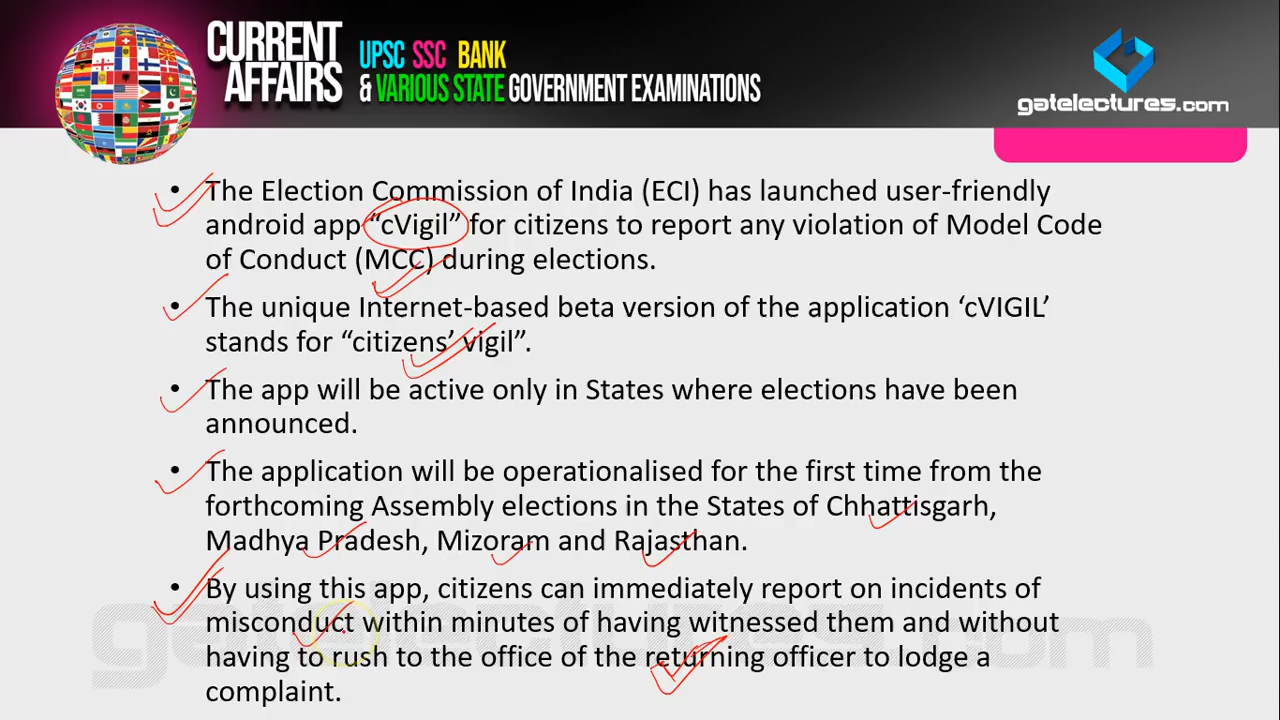 CURRENT
AFFAIRS
UPSC SSC BANK
& VARIOUS STATE GOVERNMENT EXAMINATIONS
gatelectures.com
• The Election Commission of India (ECI) has launched user-friendly
android app “cVigil” for citizens to report any violation of Model Code
of Conduct (MCC) during elections.
• The unique Internet-based beta version of the application ‘cVIGIL’
stands for “citizens’ vigil”.
• The app will be active only in States where elections have been
announced.
• The application will be operationalised for the first time from the
forthcoming Assembly elections in the States of Chhattisgarh,
Madhya Pradesh, Mizoram and Rajasthan.
• By using this app, citizens can immediately report on incidents of
misconduct within minutes of having witnessed them and without
having to rush to the office of the returning officer to lodge a
complaint.
gatelectures.com